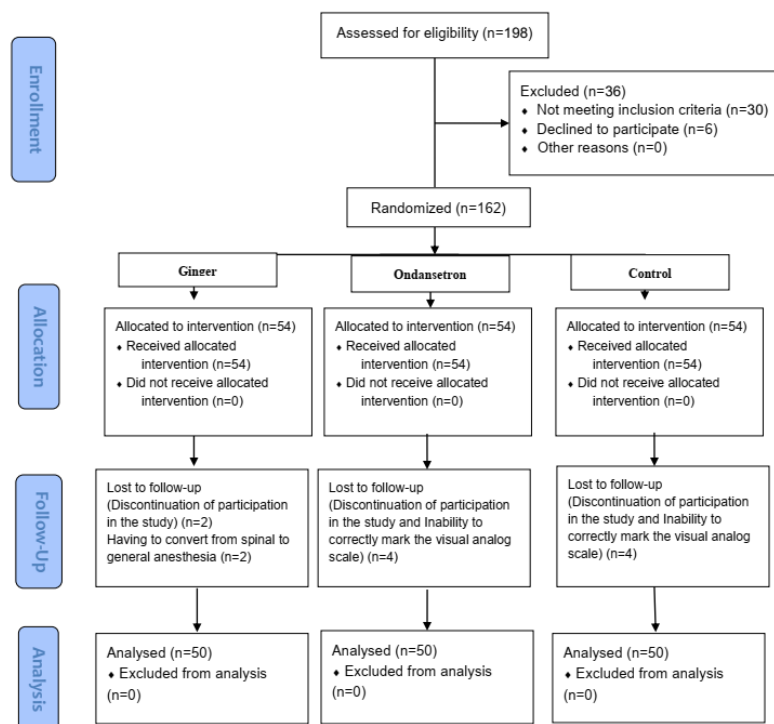 Enrollment
Assessed for eligibility (n=198)
Excluded (n=36)
♦ Not meeting inclusion criteria (n=30)
♦ Declined to participate (n=6)
♦ Other reasons (n=0)
Randomized (n=162)
Ginger
Ondansetron
Control
Allocation
Allocated to intervention (n=54)
♦ Received allocated
intervention (n=54)
♦ Did not receive allocated
intervention (n=0)
Allocated to intervention (n=54)
♦ Received allocated
intervention (n=54)
♦ Did not receive allocated
intervention (n=0)
Allocated to intervention (n=54)
♦ Received allocated
intervention (n=54)
♦ Did not receive allocated
intervention (n=0)
Follow-Up
Lost to follow-up
(Discontinuation of participation
in the study) (n=2)
Having to convert from spinal to
general anesthesia (n=2)
Lost to follow-up
(Discontinuation of participation
in the study and Inability to
correctly mark the visual analog
scale) (n=4)
Lost to follow-up
(Discontinuation of participation
in the study and Inability to
correctly mark the visual analog
scale) (n=4)
Analysis
Analysed (n=50)
♦ Excluded from analysis
(n=0)
Analysed (n=50)
♦ Excluded from analysis
(n=0)
Analysed (n=50)
♦ Excluded from analysis
(n=0)